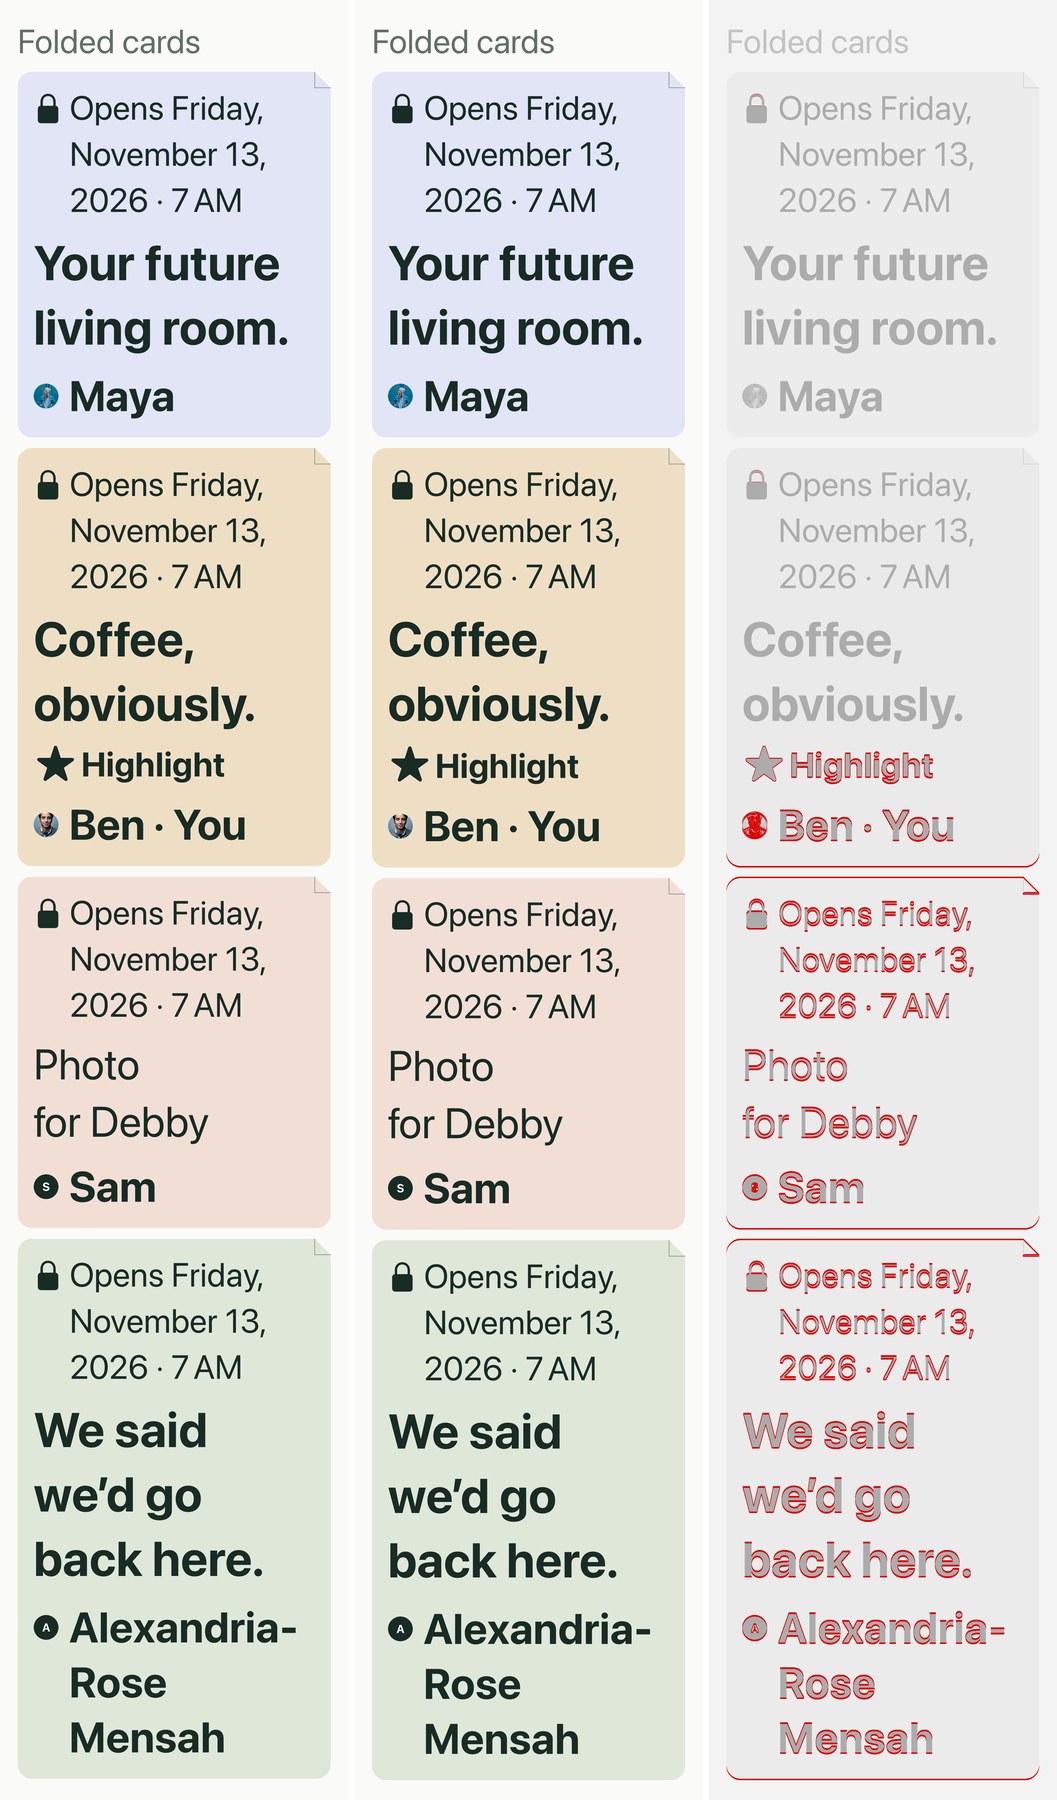 Folded cards
Opens Friday,
November 13,
2026 · 7 AM
Your future
living room.
Maya
Opens Friday,
November 13,
2026 · 7 AM
Coffee,
obviously.
Highlight
Ben · You
Opens Friday,
November 13,
2026 · 7 AM
Photo
for Debby
S Sam
Opens Friday,
November 13,
2026 · 7 AM
We said
we’d go
back here.
A Alexandria-
Rose
Mensah
Folded cards
Opens Friday,
November 13,
2026 · 7 AM
Your future
living room.
Maya
Opens Friday,
November 13,
2026 · 7 AM
Coffee,
obviously.
Highlight
Ben · You
Opens Friday,
November 13,
2026 · 7 AM
Photo
for Debby
S Sam
Opens Friday,
November 13,
2026 · 7 AM
We said
we’d go
back here.
A Alexandria-
Rose
Mensah
Folded cards
Opens Friday,
November 13,
2026 · 7 AM
Your future
living room.
Maya
Opens Friday,
November 13,
2026 · 7 AM
Coffee,
obviously.
Highlight
Ben · You
Opens Friday,
November 13,
2026 · 7 AM
Photo
for Debby
Sam
Opens Friday,
November 13,
2026 · 7 AM
We said
we’d go
back here.
A Alexandria-
Rose
Mensah